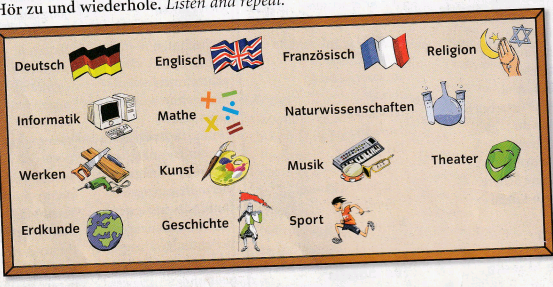 Hör zu und wiederhole. Listen and repeat.
Deutsch Englisch Französisch Religion
Informatik Mathe Naturwissenschaften
Werken Kunst Musik Theater
Erdkunde Geschichte Sport